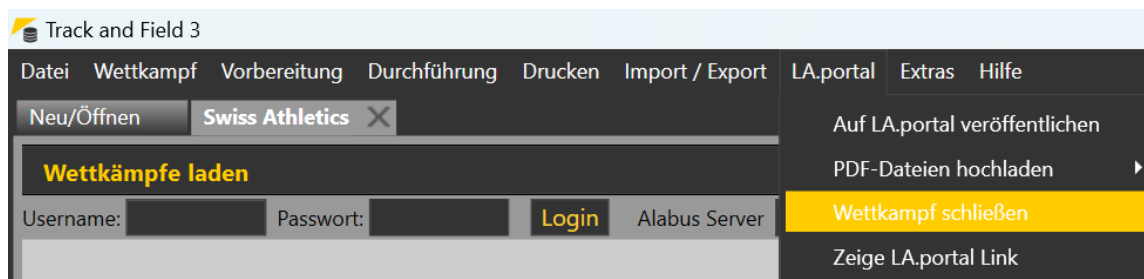 Track and Field 3
Datei Wettkampf Vorbereitung Durchführung Drucken Import / Export LA.portal Extras Hilfe
Neu/Öffnen Swiss Athletics
Auf LA.portal veröffentlichen
Wettkämpfe laden
PDF-Dateien hochladen
Username: Passwort: Login Alabus Server
Wettkampf schließen
Zeige LA.portal Link